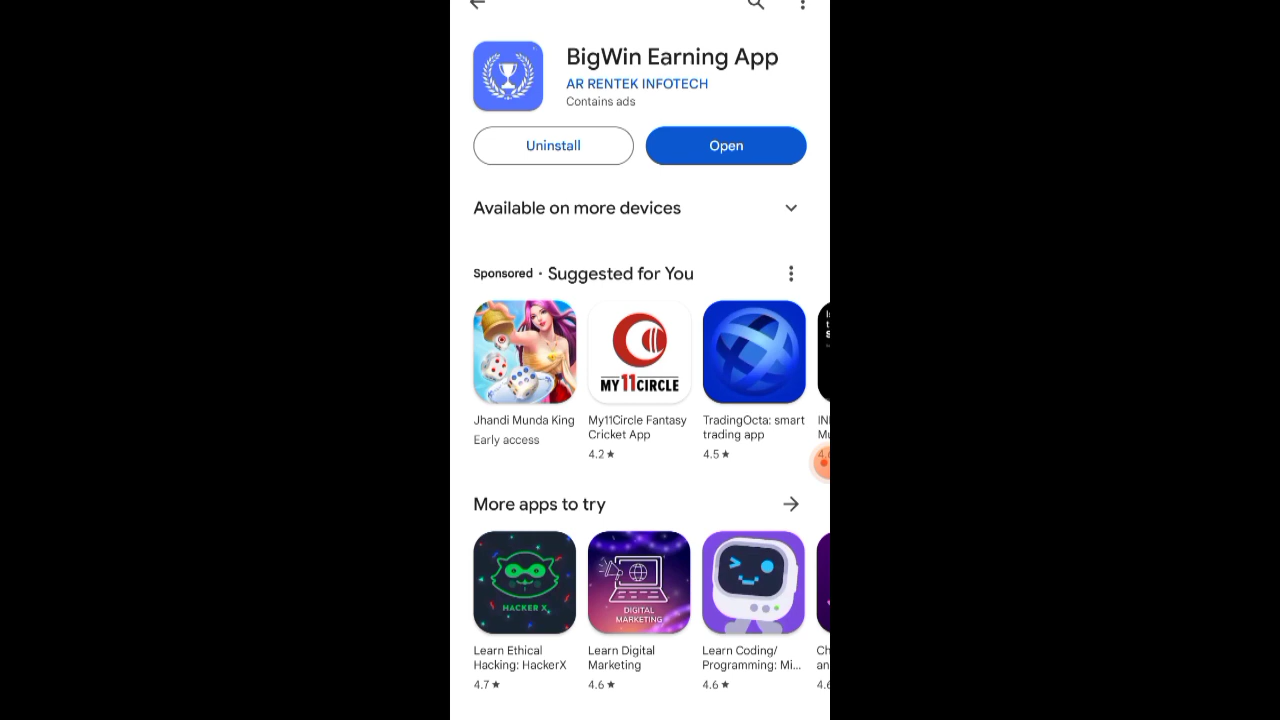 BigWin Earning App
AR RENTEK INFOTECH
Contains ads
Uninstall
Open
Available on more devices
Sponsored · Suggested for You
MY11CIRCLE
Jhandi Munda King
Early access
My11Circle Fantasy
Cricket App
4.2 ★
TradingOcta: smart
trading app
4.5 ★
More apps to try
HACKER X
DIGITAL
MARKETING
Learn Ethical
Hacking: HackerX
4.7 ★
Learn Digital
Marketing
4.6 ★
Learn Coding/
Programming: Mi...
4.6 ★